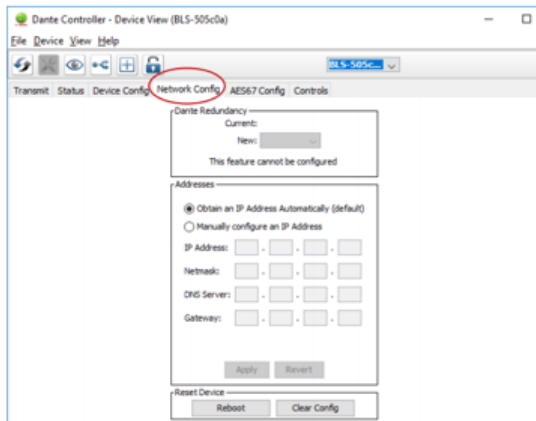 Dante Controller - Device View (BLS-505c0a)
File Device View Help
BLS-505c...
Transmit Status Device Config Network Config AES67 Config Controls
Dante Redundancy
Current:
New:
This feature cannot be configured
Addresses
Obtain an IP Address Automatically (default)
Manually configure an IP Address
IP Address: . . .
Netmask: . . .
DNS Server: . . .
Gateway: . . .
Apply Revert
Reset Device
Reboot Clear Config